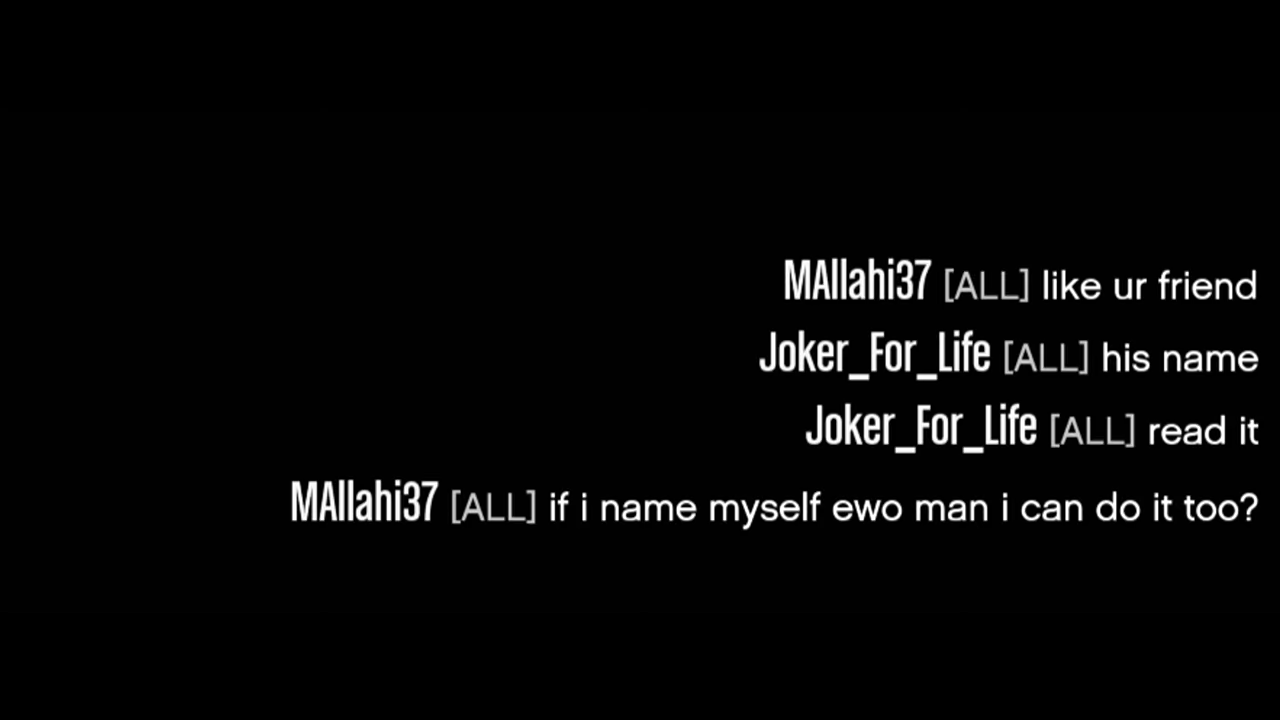 MAllahi37 [ALL] like ur friend
Joker_For_Life [ALL] his name
Joker_For_Life [ALL] read it
MAllahi37 [ALL] if i name myself ewo man i can do it too?